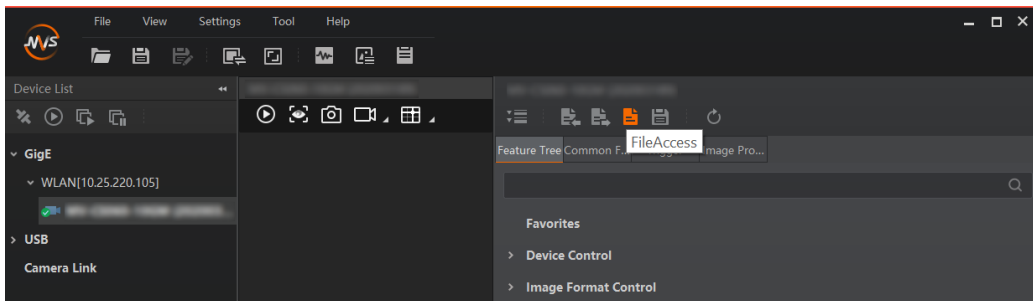 File View Settings Tool Help
MVS
Device List
FileAccess
Feature Tree Common F... Image Pro...
GigE
WLAN[10.25.220.105]
USB
Camera Link
Favorites
Device Control
Image Format Control